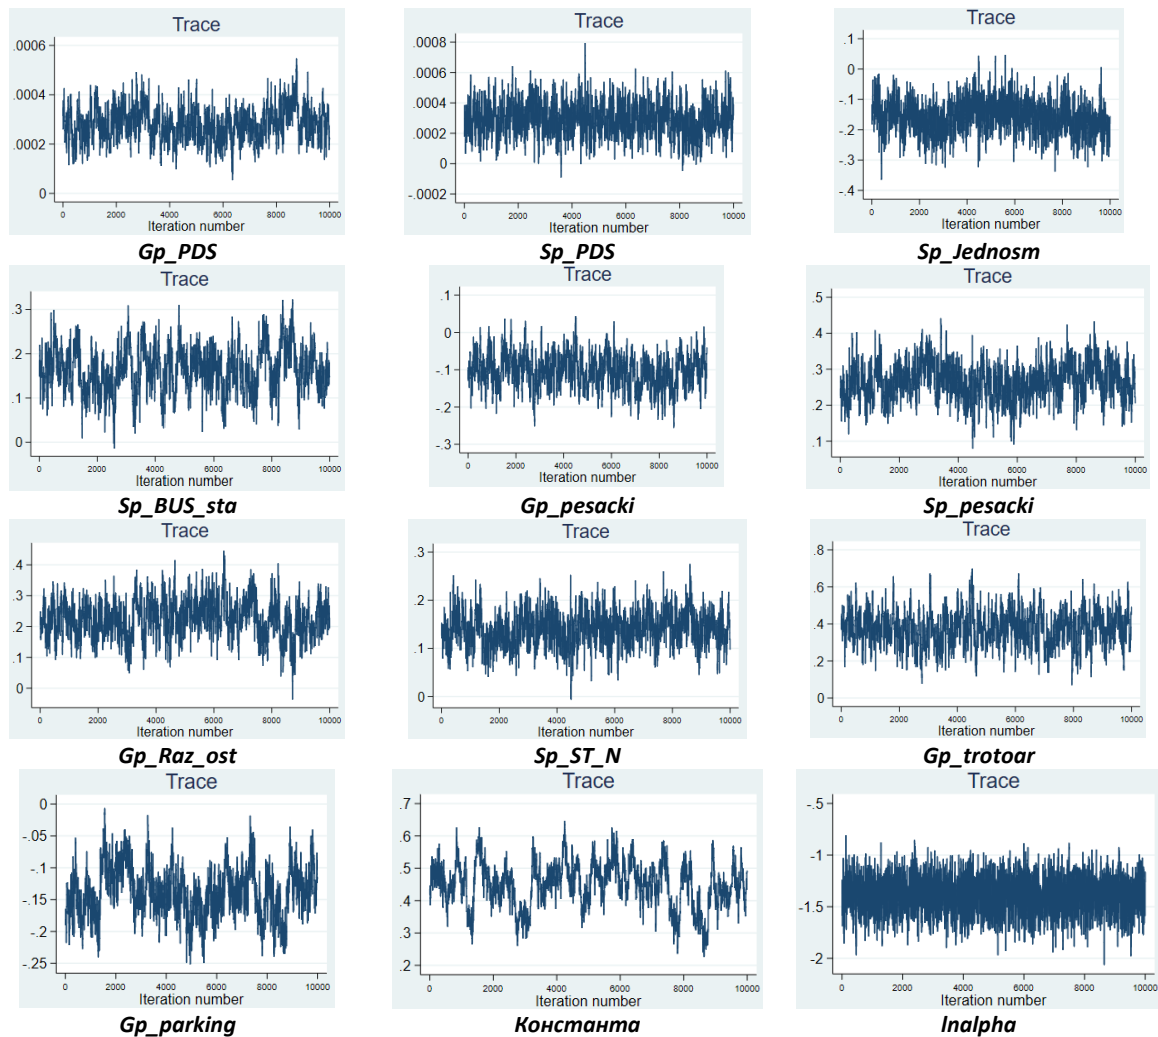 Trace
.0006
.0004
.0002
0
0 2000 4000 6000 8000 10000
Iteration number
Gp_PDS
Trace
.0008
.0006
.0004
.0002
0
-.0002
0 2000 4000 6000 8000 10000
Iteration number
Sp_PDS
Trace
.1
0
-.1
-.2
-.3
-.4
0 2000 4000 6000 8000 10000
Iteration number
Sp_Jednosm
Trace
.3
.2
.1
0
0 2000 4000 6000 8000 10000
Iteration number
Sp_BUS_sta
Trace
.1
0
-.1
-.2
-.3
0 2000 4000 6000 8000 10000
Iteration number
Gp_pesacki
Trace
.5
.4
.3
.2
.1
0 2000 4000 6000 8000 10000
Iteration number
Sp_pesacki
Trace
.4
.3
.2
.1
0
0 2000 4000 6000 8000 10000
Iteration number
Gp_Raz_ost
Trace
.3
.2
.1
0
0 2000 4000 6000 8000 10000
Iteration number
Sp_ST_N
Trace
.8
.6
.4
.2
0
0 2000 4000 6000 8000 10000
Iteration number
Gp_trotoar
Trace
0
-.05
-.1
-.15
-.2
-.25
0 2000 4000 6000 8000 10000
Iteration number
Gp_parking
Trace
.7
.6
.5
.4
.3
.2
0 2000 4000 6000 8000 10000
Iteration number
Константа
Trace
-.5
-1
-1.5
-2
0 2000 4000 6000 8000 10000
Iteration number
lnalpha